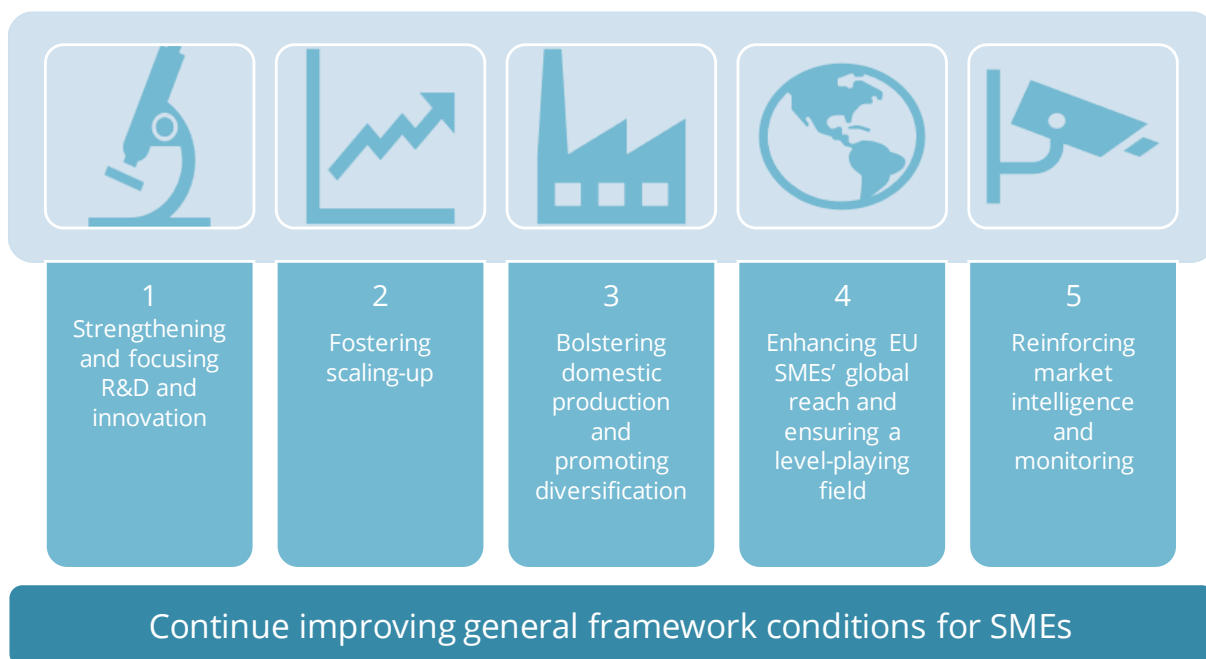 1
Strengthening
and focusing
R&D and
innovation
2
Fostering
scaling-up
3
Bolstering
domestic
production
and
promoting
diversification
4
Enhancing EU
SMEs' global
reach and
ensuring a
level-playing
field
5
Reinforcing
market
intelligence
and
monitoring
Continue improving general framework conditions for SMEs